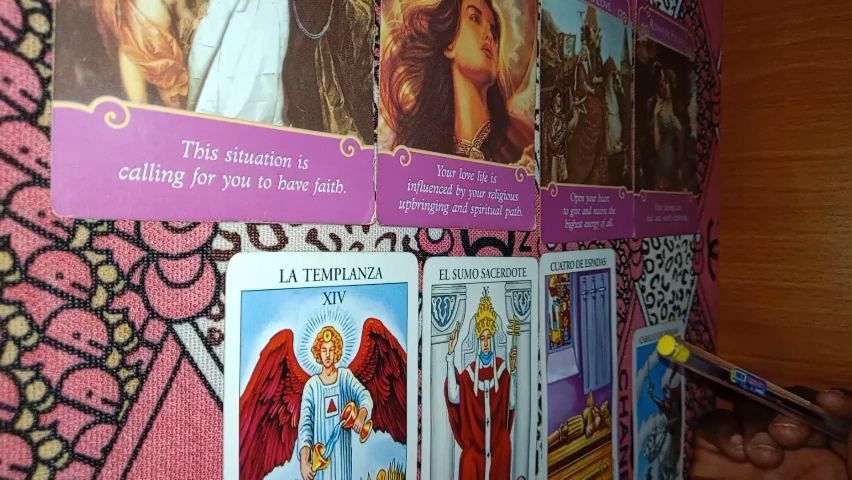 This situation is
calling for you to have faith.
Your love life is
influenced by your religious
upbringing and spiritual path.
Open your heart
to give and receive the
highest energy of all.
LA TEMPLANZA
XIV
EL SUMO SACERDOTE
V
CUATRO DE ESPADAS
CHANEL